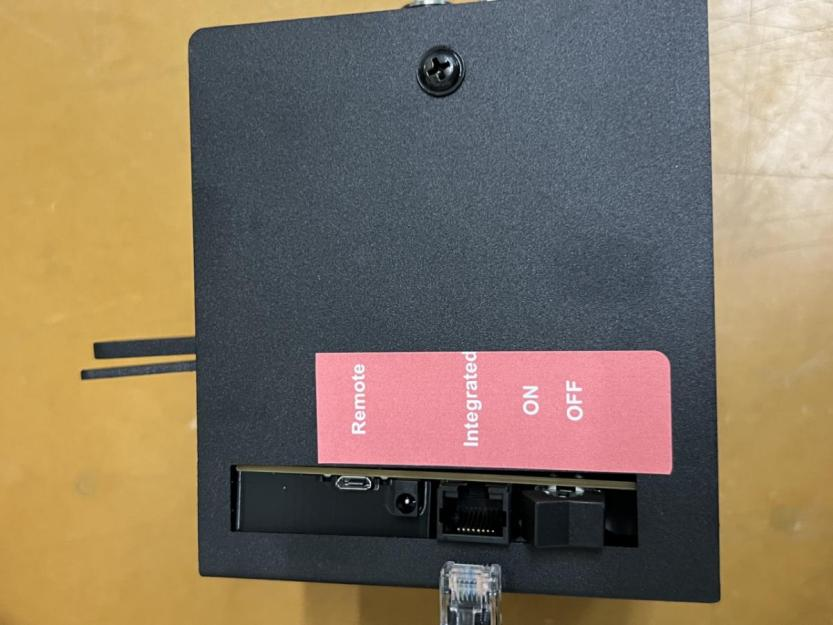 Remote
Integrated
ON
OFF